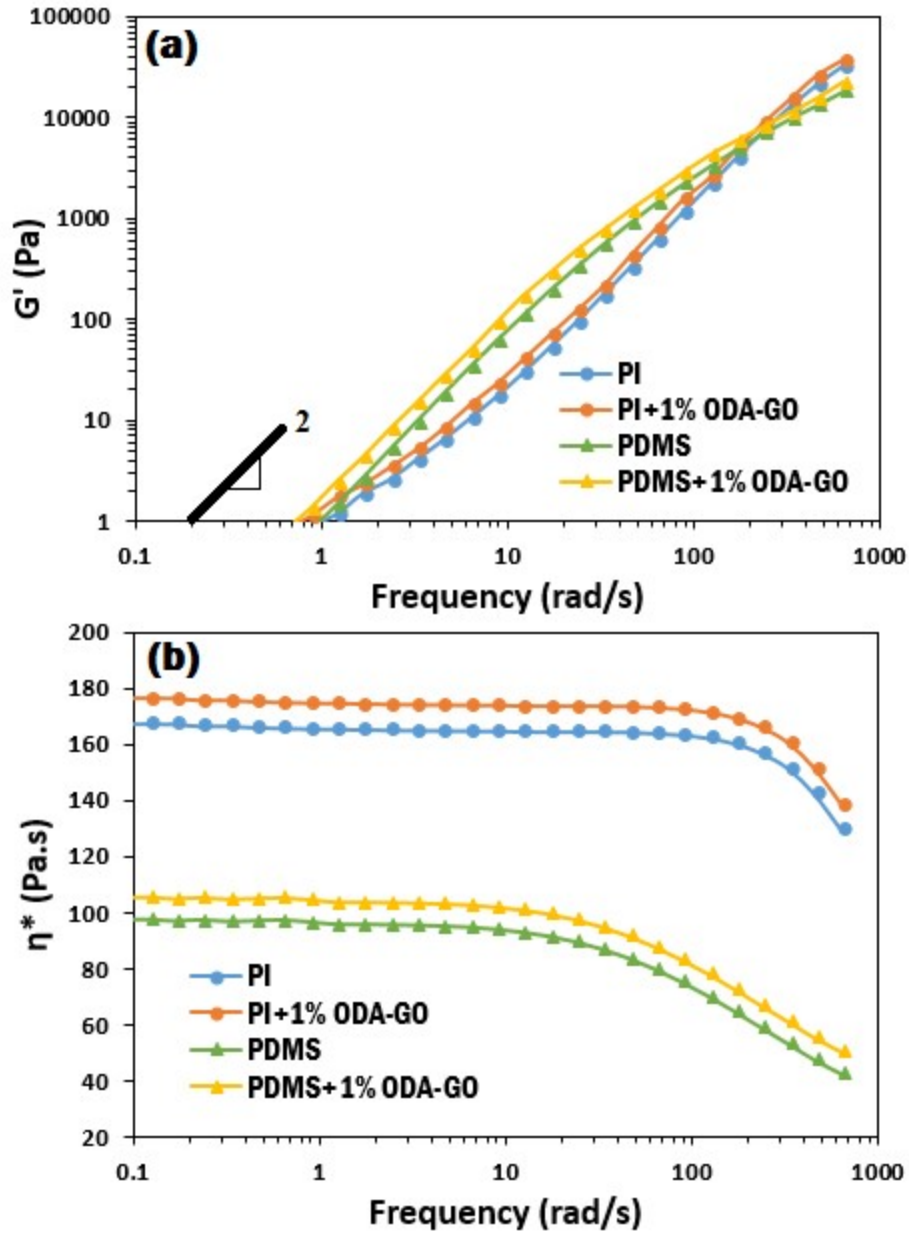 (a)
100000
10000
1000
100
10
1
G' (Pa)
2
PI
PI+1% ODA-GO
PDMS
PDMS+1% ODA-GO
0.1 1 10 100 1000
Frequency (rad/s)
(b)
200
180
160
140
120
100
80
60
40
20
η* (Pa.s)
PI
PI+1% ODA-GO
PDMS
PDMS+1% ODA-GO
0.1 1 10 100 1000
Frequency (rad/s)